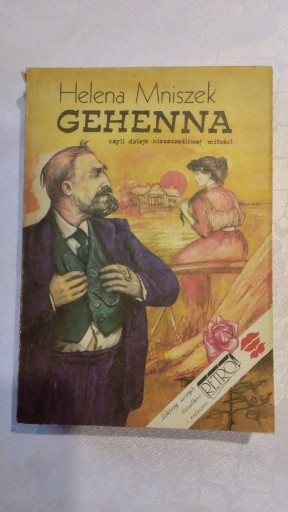 Helena Mniszek
GEHENNA
czyli dzieje nieszczęśliwej miłości
RETRO